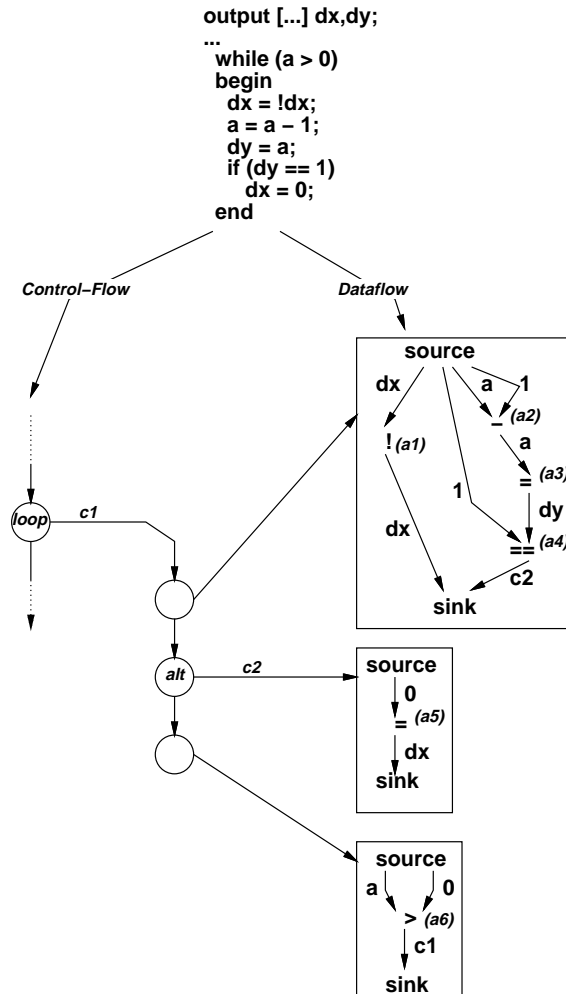 output [...] dx,dy;
...
while (a > 0)
begin
dx = !dx;
a = a – 1;
dy = a;
if (dy == 1)
dx = 0;
end
Control–Flow
Dataflow
source
dx
a
1
– (a2)
! (a1)
a
= (a3)
1
dy
dx
== (a4)
c2
sink
loop
c1
alt
c2
source
0
= (a5)
dx
sink
source
a
0
> (a6)
c1
sink